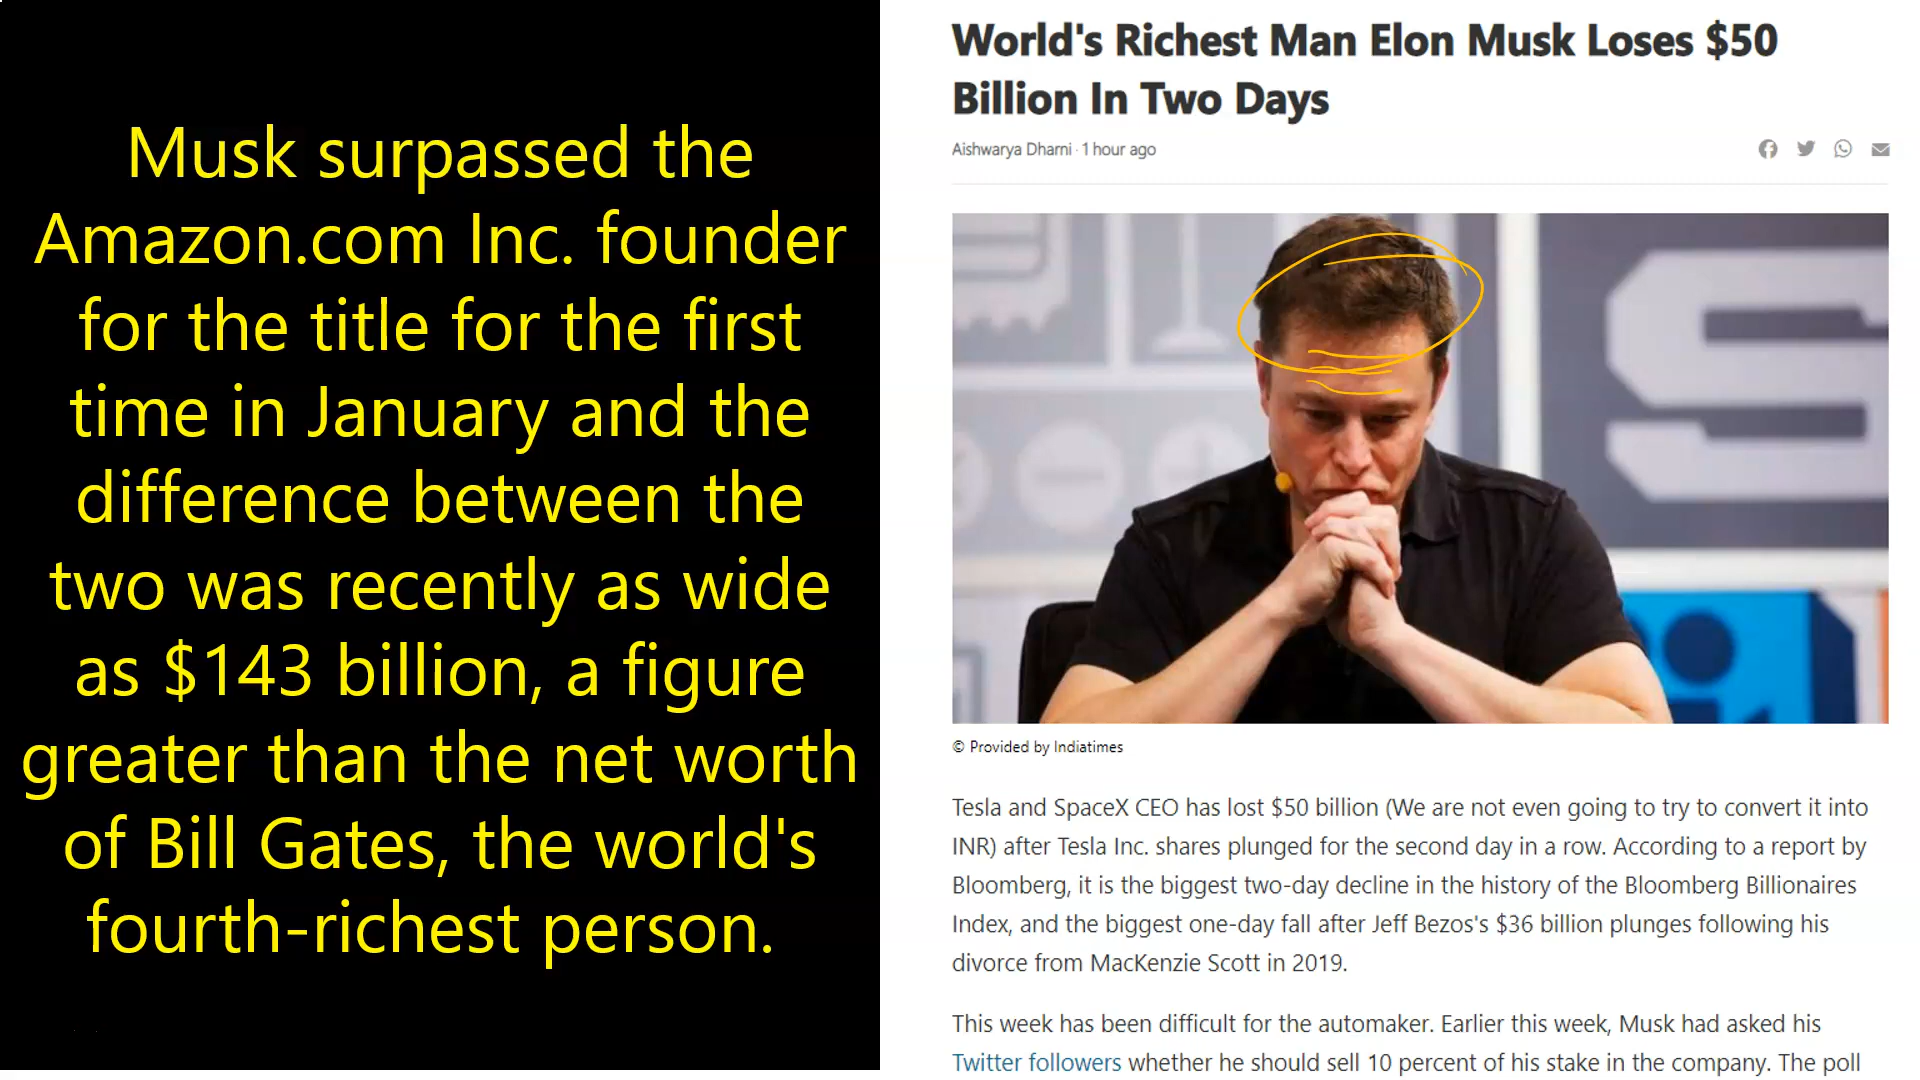 Musk surpassed the
Amazon.com Inc. founder
for the title for the first
time in January and the
difference between the
two was recently as wide
as $143 billion, a figure
greater than the net worth
of Bill Gates, the world's
fourth-richest person.
World's Richest Man Elon Musk Loses $50
Billion In Two Days
Aishwarya Dharni · 1 hour ago
S
© Provided by Indiatimes
Tesla and SpaceX CEO has lost $50 billion (We are not even going to try to convert it into
INR) after Tesla Inc. shares plunged for the second day in a row. According to a report by
Bloomberg, it is the biggest two-day decline in the history of the Bloomberg Billionaires
Index, and the biggest one-day fall after Jeff Bezos's $36 billion plunges following his
divorce from MacKenzie Scott in 2019.
This week has been difficult for the automaker. Earlier this week, Musk had asked his
Twitter followers whether he should sell 10 percent of his stake in the company. The poll